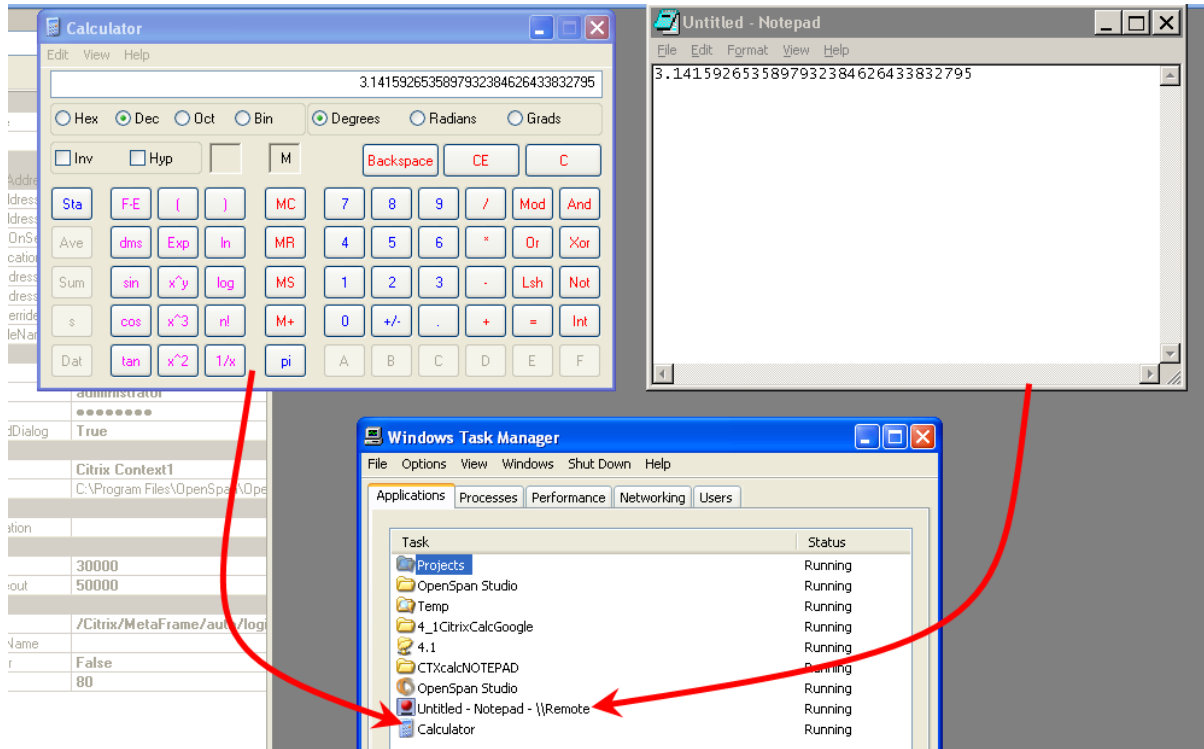 Calculator
Edit View Help
3.1415926535897932384626433832795
Hex Dec Oct Bin Degrees Radians Grads
Inv Hyp M Backspace CE C
Sta F-E ( ) MC 7 8 9 / Mod And
Ave dms Exp ln MR 4 5 6 * Or Xor
Sum sin x^y log MS 1 2 3 - Lsh Not
s cos x^3 n! M+ 0 +/- . + = Int
Dat tan x^2 1/x pi A B C D E F
Untitled - Notepad
File Edit Format View Help
3.1415926535897932384626433832795
administrator
●●●●●●●●
Dialog True
Citrix Context1
C:\Program Files\OpenSpan\Ope
30000
50000
/Citrix/MetaFrame/auto/logi
Name
False
80
Windows Task Manager
File Options View Windows Shut Down Help
Applications Processes Performance Networking Users
Task Status
Projects Running
OpenSpan Studio Running
Temp Running
4_1CitrixCalcGoogle Running
4.1 Running
CTXcalcNOTEPAD Running
OpenSpan Studio Running
Untitled - Notepad - \\Remote Running
Calculator Running